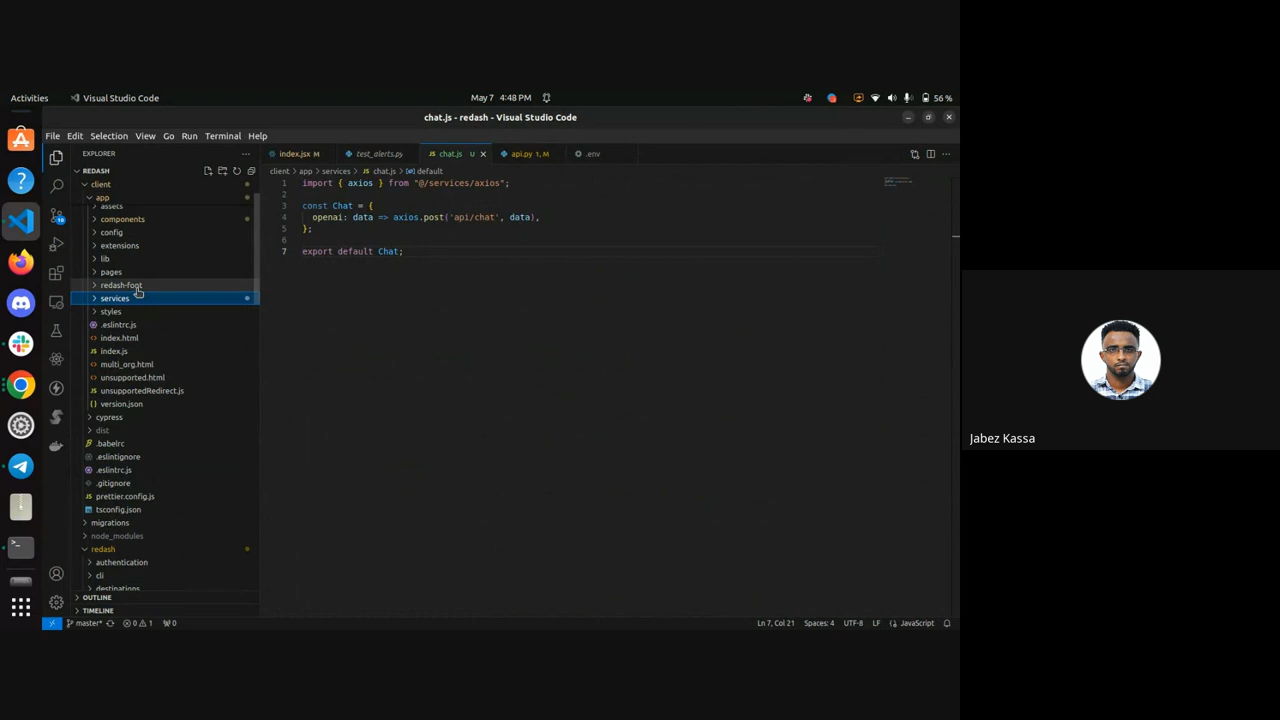 Activities
Visual Studio Code
May 7 4:48 PM
56 %
chat.js - redash - Visual Studio Code
File Edit Selection View Go Run Terminal Help
EXPLORER
index.jsx M
test_alerts.py
chat.js U
api.py 1, M
.env
REDASH
client > app > services > chat.js > default
client
app
assets
components
config
extensions
lib
pages
redash-font
services
styles
.eslintrc.js
index.html
index.js
multi_org.html
unsupported.html
unsupportedRedirect.js
version.json
cypress
dist
.babelrc
.eslintignore
.eslintrc.js
.gitignore
prettier.config.js
tsconfig.json
migrations
node_modules
redash
authentication
cli
destinations
OUTLINE
TIMELINE
1 import { axios } from "@/services/axios";
2
3 const Chat = {
4 openai: data => axios.post('api/chat', data),
5 };
6
7 export default Chat;
10
master* 0 1 0
Ln 7, Col 21 Spaces: 4 UTF-8 LF JavaScript
Jabez Kassa